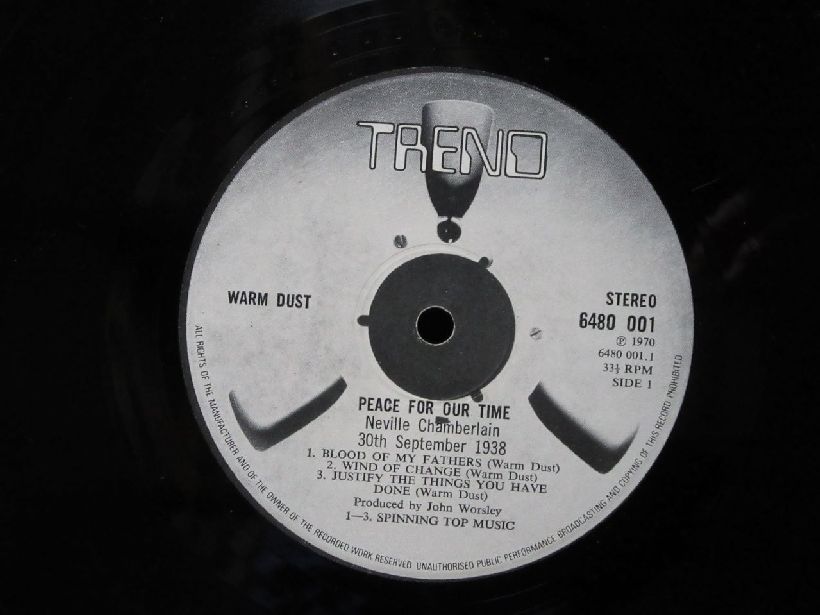 TREND
WARM DUST
STEREO
6480 001
Ⓟ 1970
6480 001.1
33⅓ RPM
SIDE 1
PEACE FOR OUR TIME
Neville Chamberlain
30th September 1938
1. BLOOD OF MY FATHERS (Warm Dust)
2. WIND OF CHANGE (Warm Dust)
3. JUSTIFY THE THINGS YOU HAVE
DONE (Warm Dust)
Produced by John Worsley
1—3. SPINNING TOP MUSIC
ALL RIGHTS OF THE MANUFACTURER AND OF THE OWNER OF THE RECORDED WORK RESERVED. UNAUTHORISED PUBLIC PERFORMANCE BROADCASTING AND COPYING OF THIS RECORD PROHIBITED